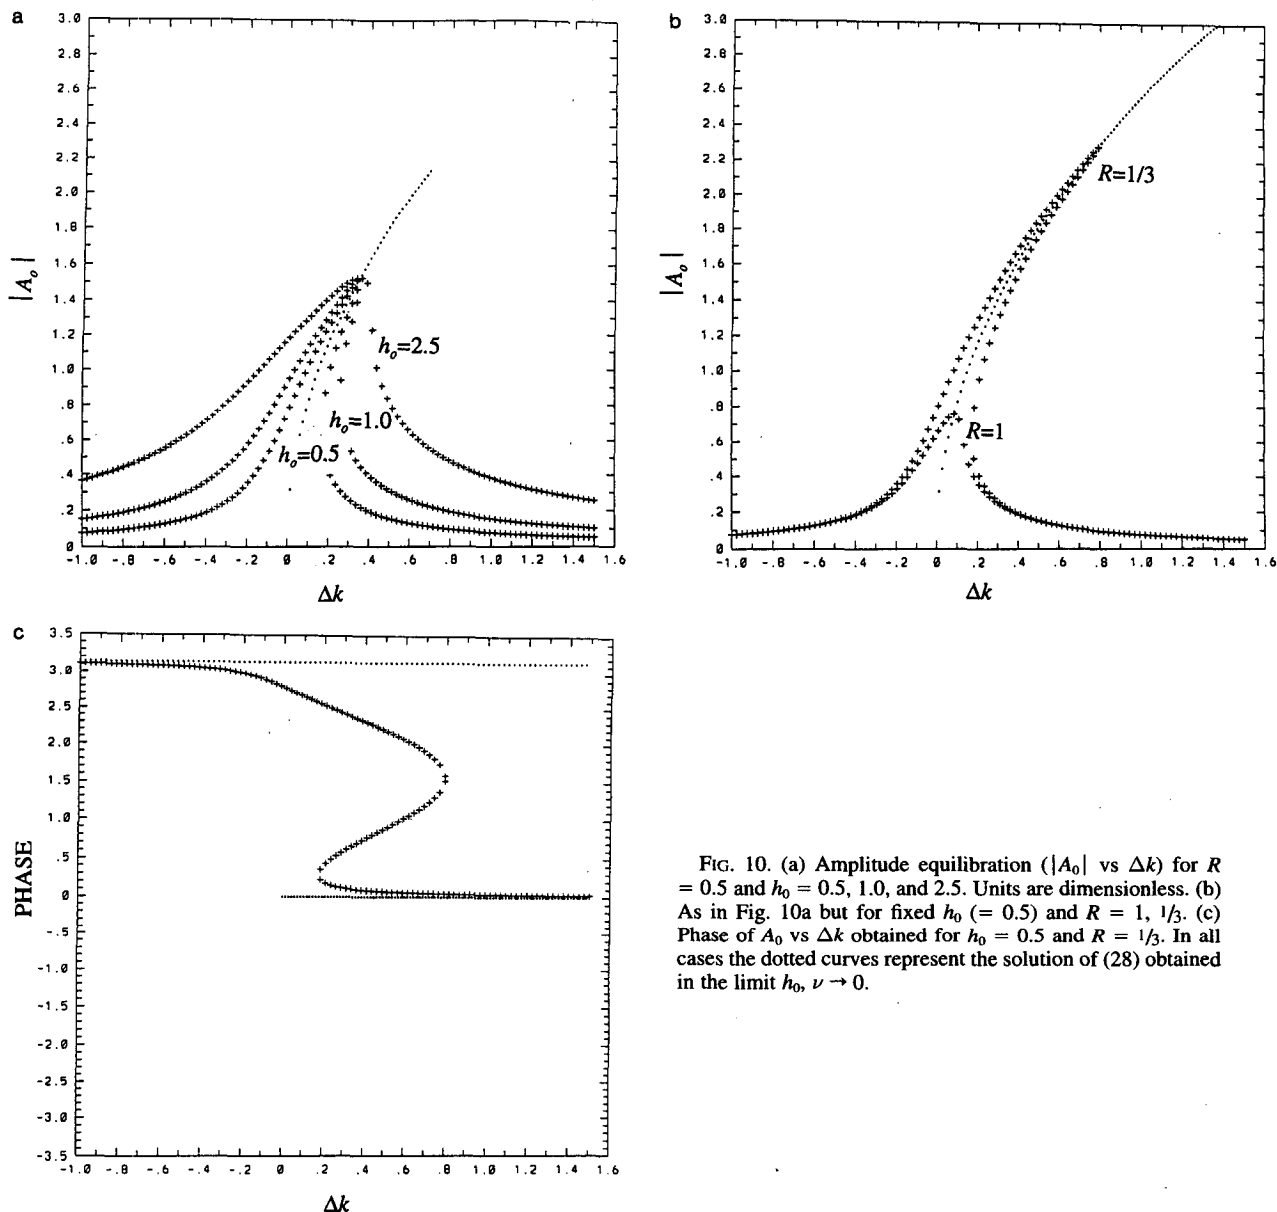 a
3.0
2.8
2.6
2.4
2.2
2.0
1.8
1.6
1.4
1.2
1.0
.8
.6
.4
.2
0
|A_o|
-1.0 -.8 -.6 -.4 -.2 0 .2 .4 .6 .8 1.0 1.2 1.4 1.6
Δk
h_o=2.5
h_o=1.0
h_o=0.5
b
3.0
2.8
2.6
2.4
2.2
2.0
1.8
1.6
1.4
1.2
1.0
.8
.6
.4
.2
0
|A_o|
-1.0 -.8 -.6 -.4 -.2 0 .2 .4 .6 .8 1.0 1.2 1.4 1.6
Δk
R=1/3
R=1
c
3.5
3.0
2.5
2.0
1.5
1.0
.5
0
-.5
-1.0
-1.5
-2.0
-2.5
-3.0
-3.5
PHASE
-1.0 -.8 -.6 -.4 -.2 0 .2 .4 .6 .8 1.0 1.2 1.4 1.6
Δk
FIG. 10. (a) Amplitude equilibration (|A₀| vs Δk) for R
= 0.5 and h₀ = 0.5, 1.0, and 2.5. Units are dimensionless. (b)
As in Fig. 10a but for fixed h₀ (= 0.5) and R = 1, 1/3. (c)
Phase of A₀ vs Δk obtained for h₀ = 0.5 and R = 1/3. In all
cases the dotted curves represent the solution of (28) obtained
in the limit h₀, ν → 0.